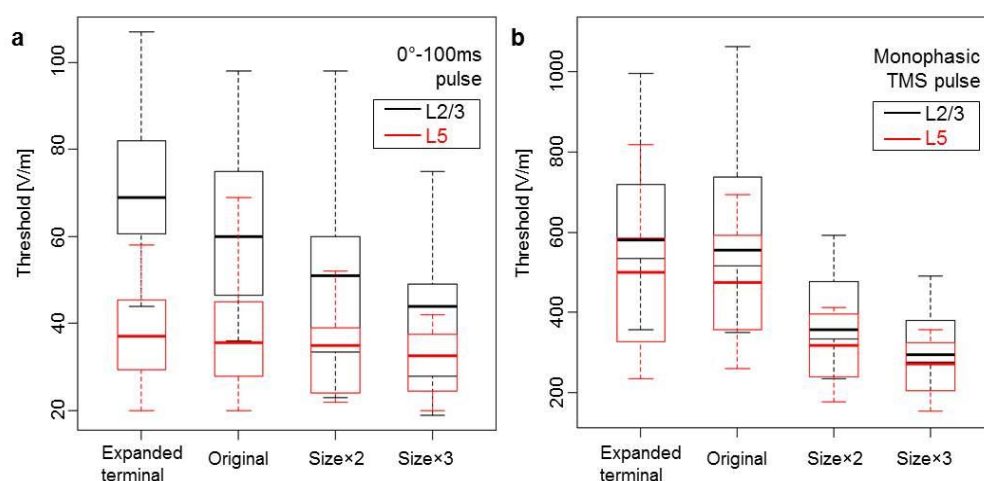 a
0°-100ms
pulse
L2/3
L5
Threshold [V/m]
100
80
60
40
20
Expanded
terminal
Original
Size×2
Size×3
b
Monophasic
TMS pulse
L2/3
L5
Threshold [V/m]
1000
800
600
400
200
Expanded
terminal
Original
Size×2
Size×3